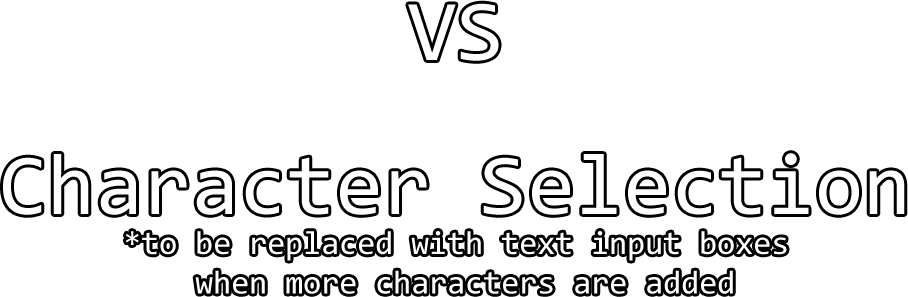 VS
Character Selection
*to be replaced with text input boxes
when more characters are added